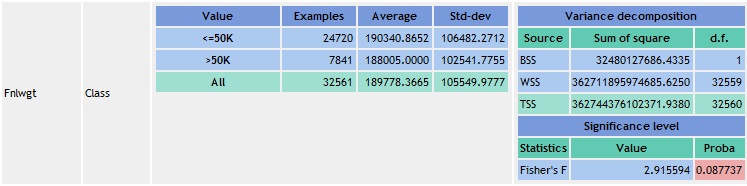 Fnlwgt Class
Value Examples Average Std-dev
<=50K 24720 190340.8652 106482.2712
>50K 7841 188005.0000 102541.7755
All 32561 189778.3665 105549.9777
Variance decomposition
Source Sum of square d.f.
BSS 32480127686.4335 1
WSS 362711895974685.6250 32559
TSS 362744376102371.9380 32560
Significance level
Statistics Value Proba
Fisher's F 2.915594 0.087737